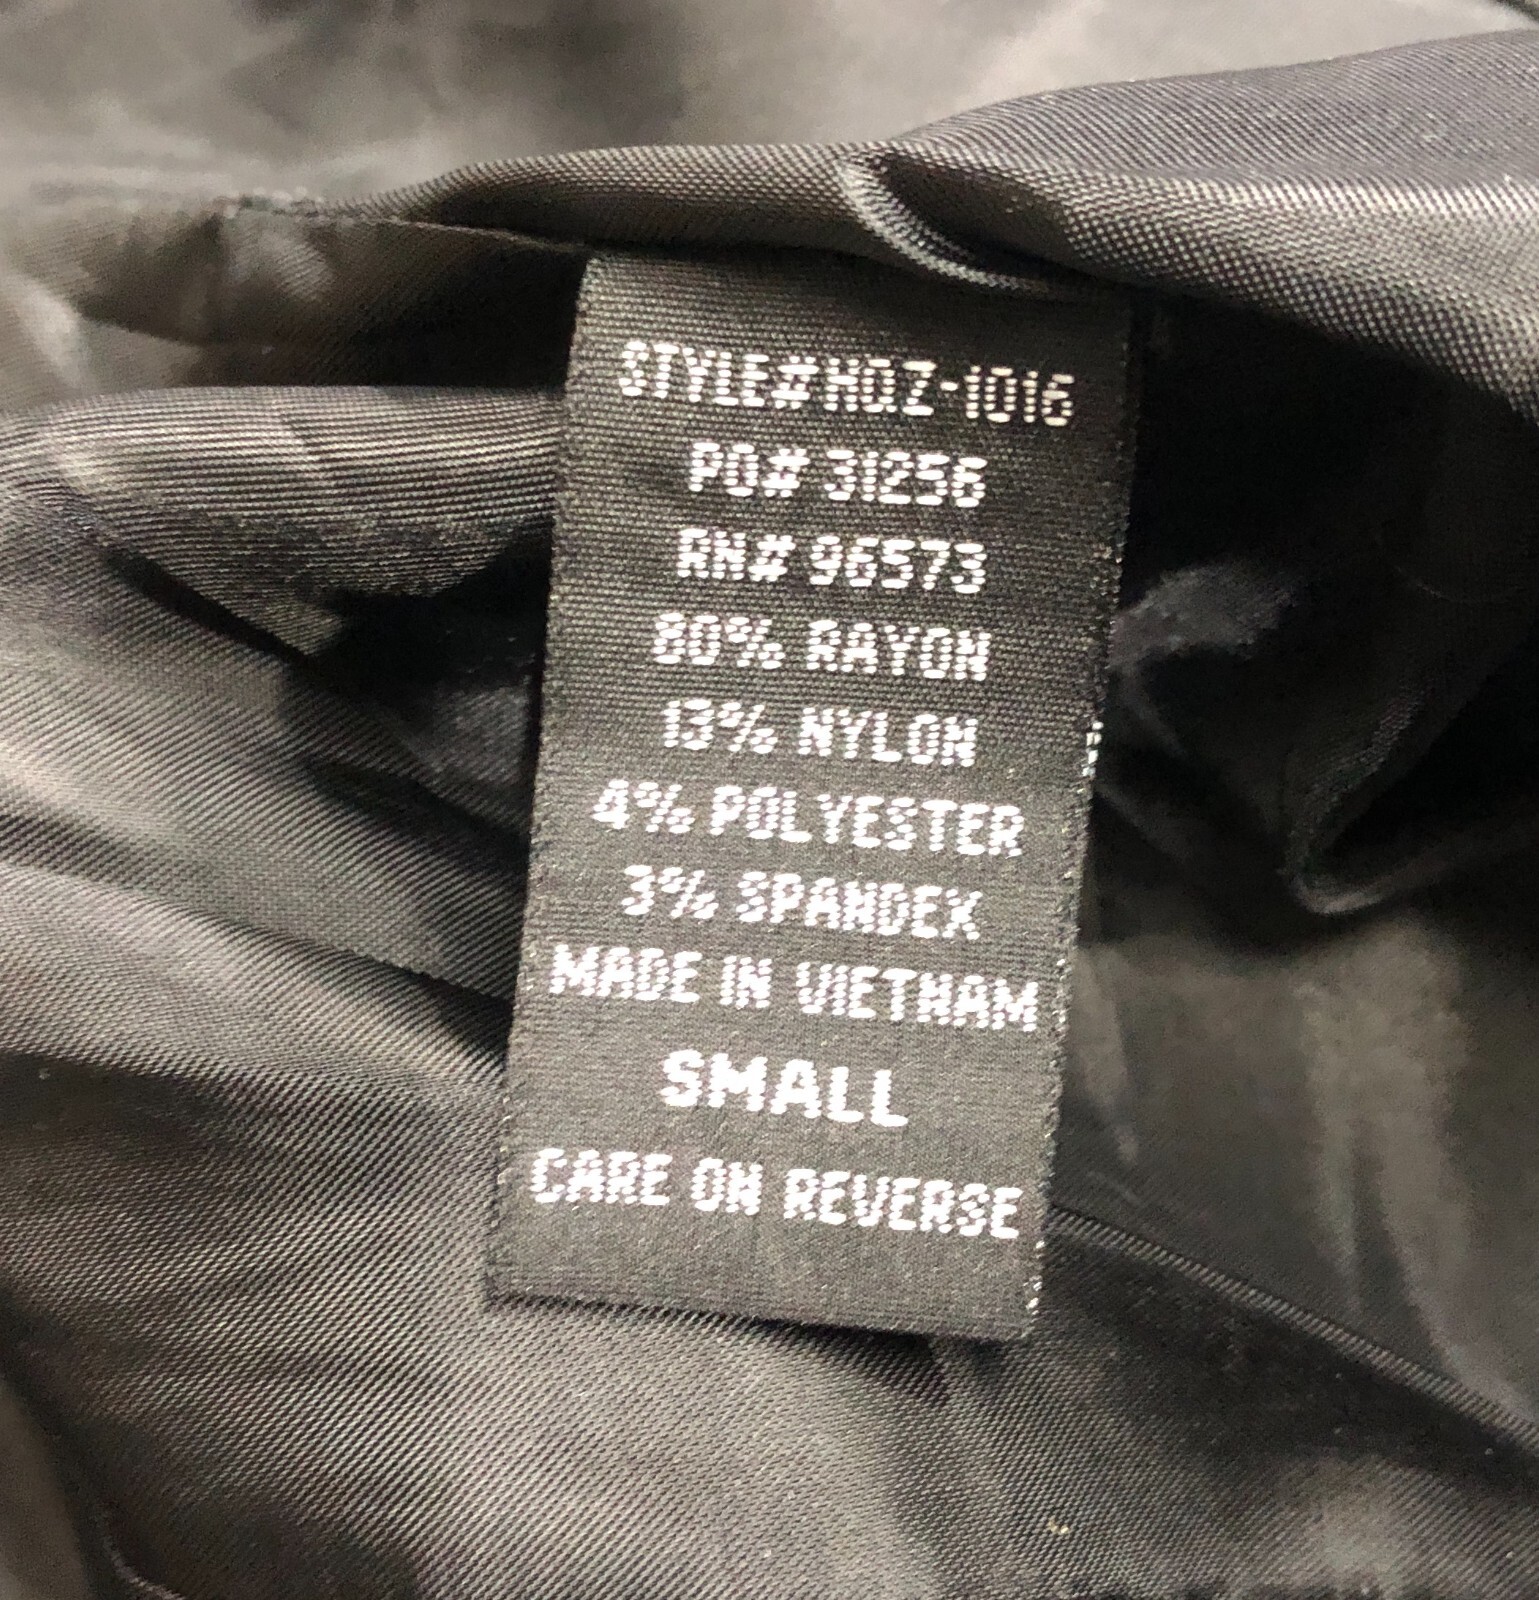 STYLE# HQZ-1016
PO# 31256
RN# 96573
80% RAYON
13% NYLON
4% POLYESTER
3% SPANDEX
MADE IN VIETNAM
SMALL
CARE ON REVERSE